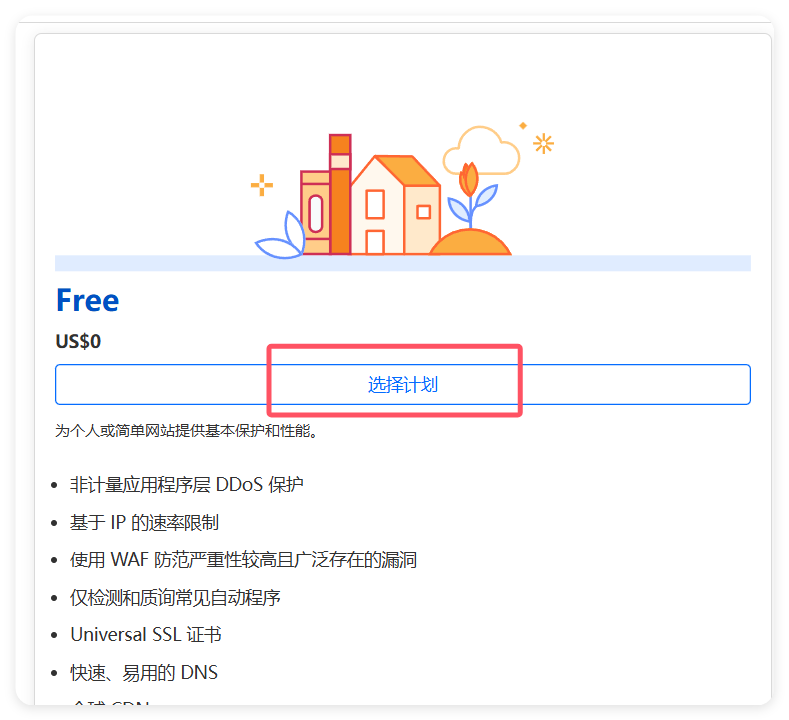 Free
US$0
选择计划
为个人或简单网站提供基本保护和性能。
非计量应用程序层 DDoS 保护
基于 IP 的速率限制
使用 WAF 防范严重性较高且广泛存在的漏洞
仅检测和质询常见自动程序
Universal SSL 证书
快速、易用的 DNS
全球 CDN